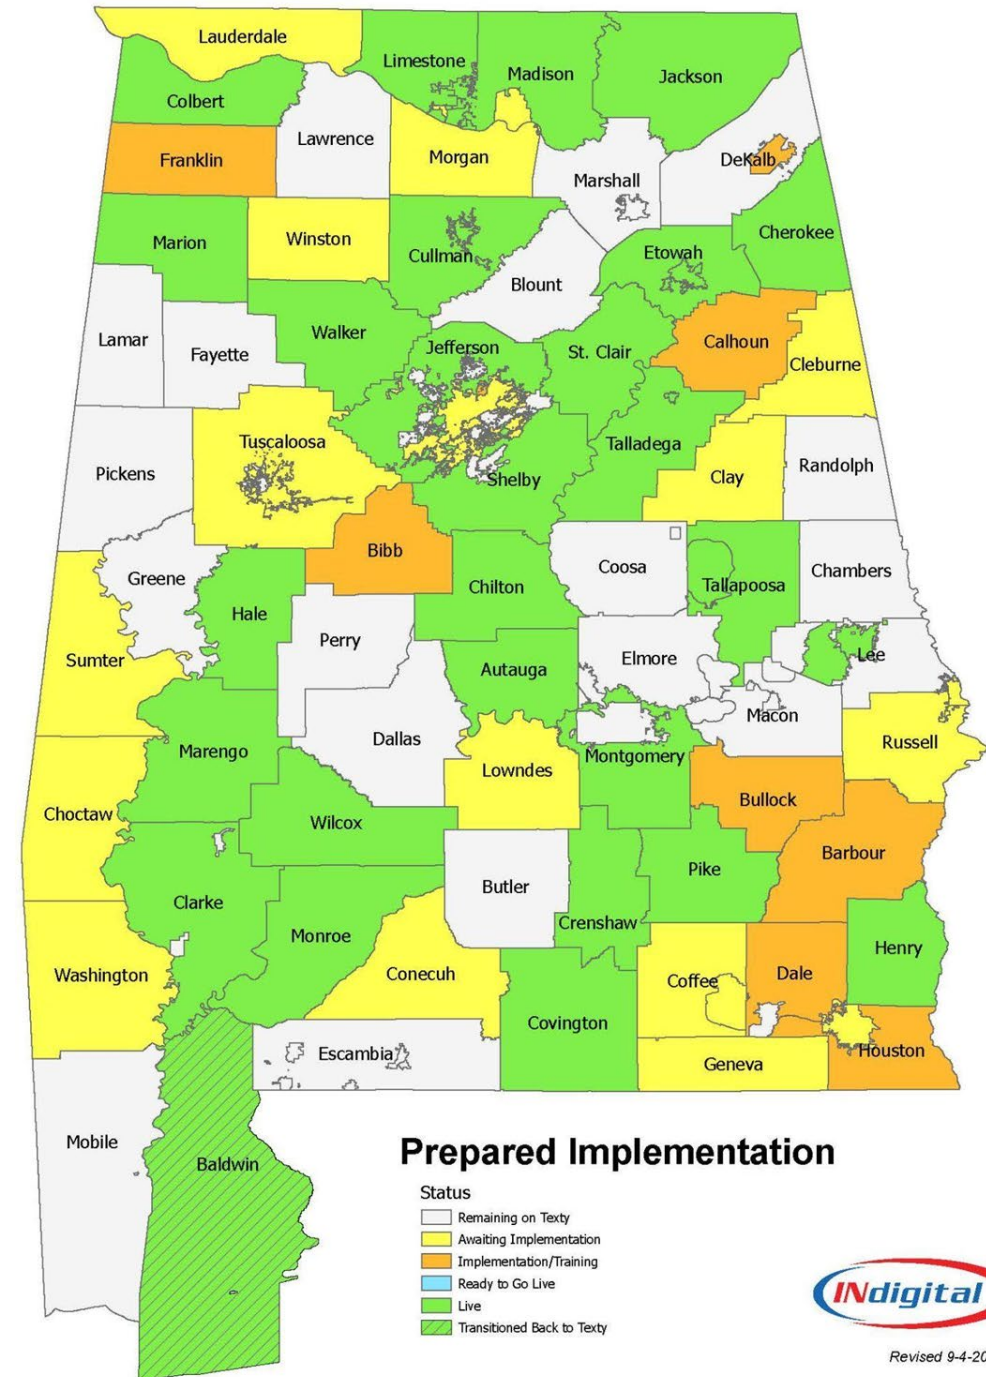 Lauderdale
Limestone
Madison
Jackson
Colbert
Lawrence
Franklin
Morgan
DeKalb
Marshall
Marion
Winston
Cullman
Etowah
Cherokee
Blount
Lamar
Fayette
Walker
Jefferson
St. Clair
Calhoun
Cleburne
Tuscaloosa
Talladega
Pickens
Shelby
Clay
Randolph
Greene
Bibb
Coosa
Chambers
Hale
Chilton
Tallapoosa
Perry
Sumter
Autauga
Elmore
Lee
Macon
Marengo
Dallas
Lowndes
Montgomery
Russell
Choctaw
Wilcox
Bullock
Barbour
Clarke
Butler
Pike
Crenshaw
Monroe
Henry
Washington
Conecuh
Coffee
Dale
Covington
Escambia
Geneva
Houston
Mobile
Baldwin
Prepared Implementation
Status
Remaining on Texty
Awaiting Implementation
Implementation/Training
Ready to Go Live
Live
Transitioned Back to Texty
INdigital
Revised 9-4-20